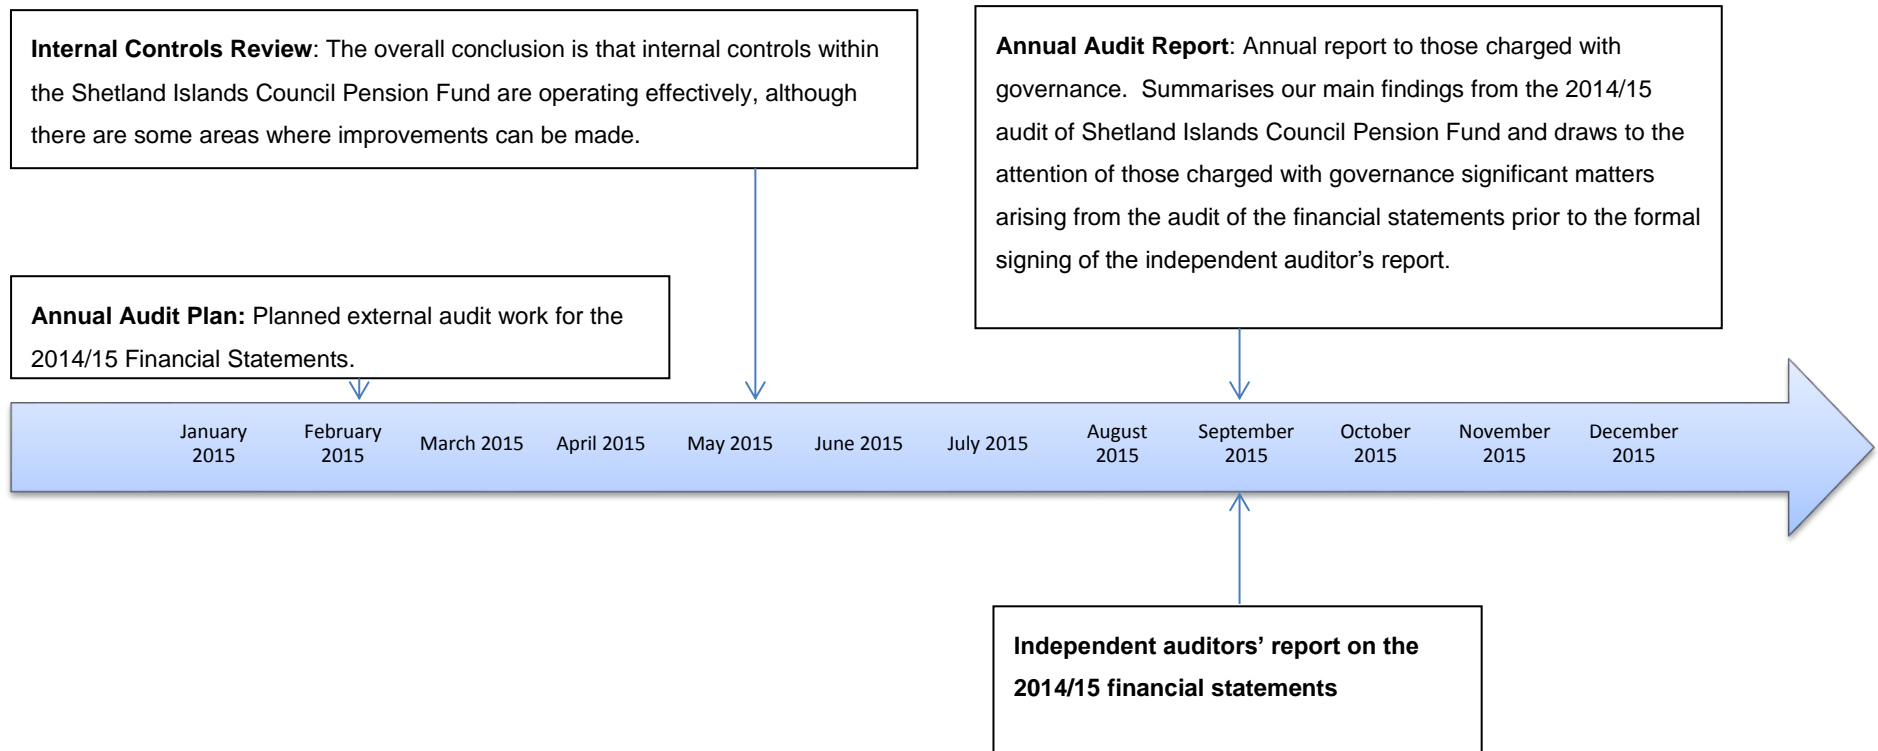 Internal Controls Review: The overall conclusion is that internal controls within
the Shetland Islands Council Pension Fund are operating effectively, although
there are some areas where improvements can be made.
Annual Audit Report: Annual report to those charged with
governance.  Summarises our main findings from the 2014/15
audit of Shetland Islands Council Pension Fund and draws to the
attention of those charged with governance significant matters
arising from the audit of the financial statements prior to the formal
signing of the independent auditor’s report.
Annual Audit Plan: Planned external audit work for the
2014/15 Financial Statements.
January
2015
February
2015
March 2015
April 2015
May 2015
June 2015
July 2015
August
2015
September
2015
October
2015
November
2015
December
2015
Independent auditors’ report on the
2014/15 financial statements